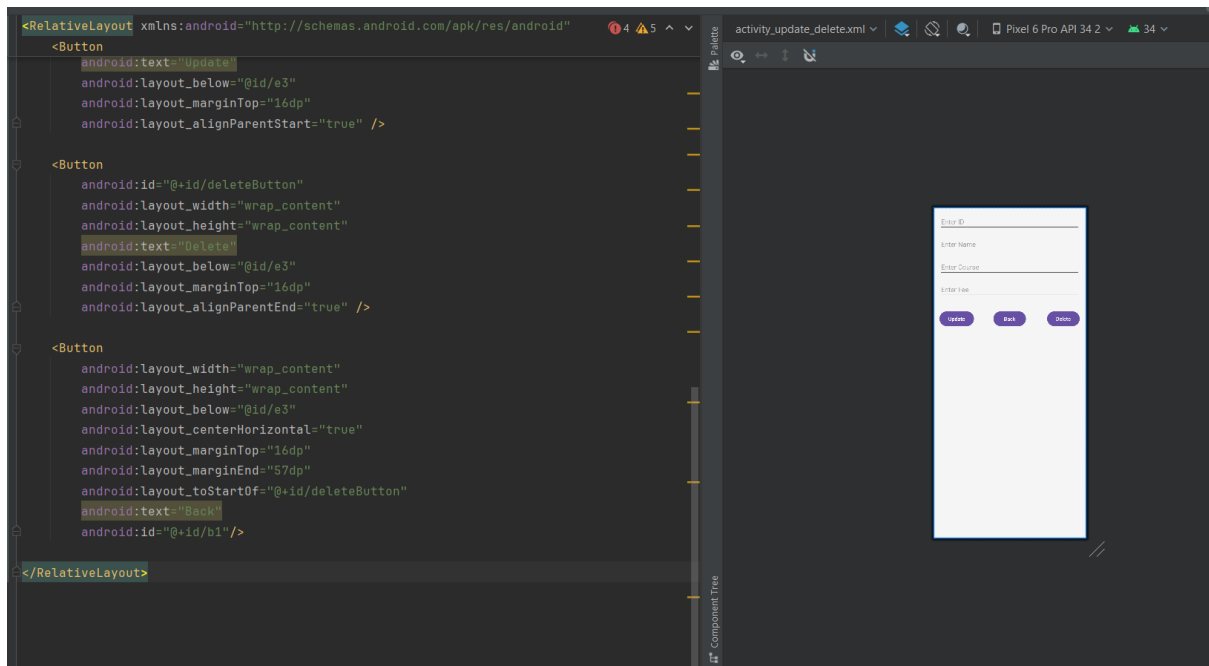 <RelativeLayout xmlns:android="http://schemas.android.com/apk/res/android"
4 5
<Button
android:text="Update"
android:layout_below="@id/e3"
android:layout_marginTop="16dp"
android:layout_alignParentStart="true" />
<Button
android:id="@+id/deleteButton"
android:layout_width="wrap_content"
android:layout_height="wrap_content"
android:text="Delete"
android:layout_below="@id/e3"
android:layout_marginTop="16dp"
android:layout_alignParentEnd="true" />
<Button
android:layout_width="wrap_content"
android:layout_height="wrap_content"
android:layout_below="@id/e3"
android:layout_centerHorizontal="true"
android:layout_marginTop="16dp"
android:layout_marginEnd="57dp"
android:layout_toStartOf="@+id/deleteButton"
android:text="Back"
android:id="@+id/b1"/>
</RelativeLayout>
Palette
Component Tree
activity_update_delete.xml
Pixel 6 Pro API 34 2
34
Enter ID
Enter Name
Enter Course
Enter Fee
Update Back Delete